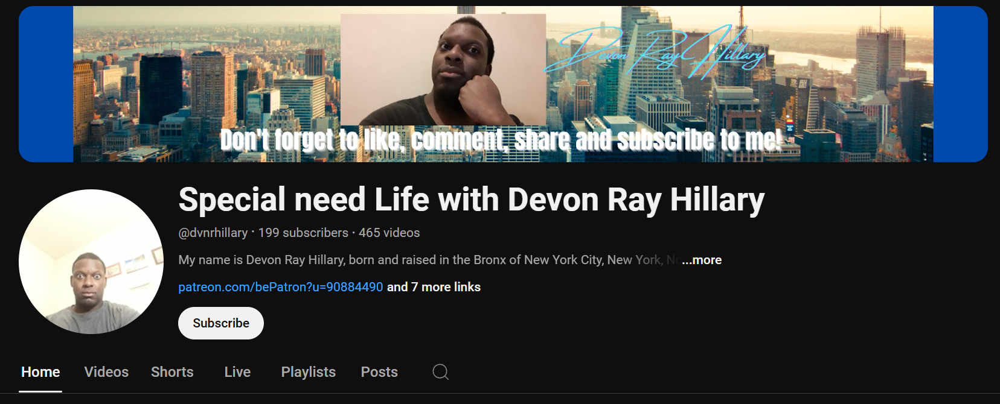 Devon Ray Hillary
Don't forget to like, comment, share and subscribe to me!
Special need Life with Devon Ray Hillary
@dvnrhillary · 199 subscribers · 465 videos
My name is Devon Ray Hillary, born and raised in the Bronx of New York City, New York, ...more
patreon.com/bePatron?u=90884490 and 7 more links
Subscribe
Home Videos Shorts Live Playlists Posts